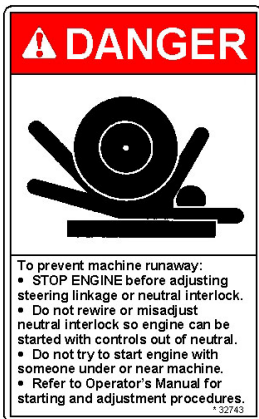 DANGER
To prevent machine runaway:
• STOP ENGINE before adjusting
steering linkage or neutral interlock.
• Do not rewire or misadjust
neutral interlock so engine can be
started with controls out of neutral.
• Do not try to start engine with
someone under or near machine.
• Refer to Operator's Manual for
starting and adjustment procedures.
* 32743